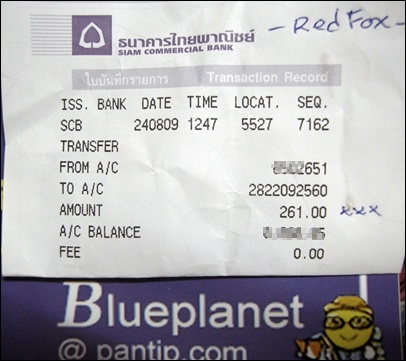 - Red Fox -
ธนาคารไทยพาณิชย์
SIAM COMMERCIAL BANK
ใบบันทึกรายการ Transaction Record
ISS. BANK DATE TIME LOCAT. SEQ.
SCB 240809 1247 5527 7162
TRANSFER
FROM A/C 2651
TO A/C 2822092560
AMOUNT 261.00 xxx
A/C BALANCE
FEE 0.00
Blueplanet
@ pantip.com